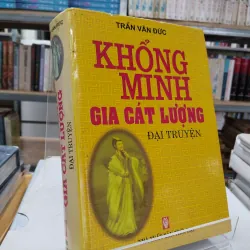 TRẦN VĂN ĐỨC
KHỔNG
MINH
GIA CÁT LƯỢNG
ĐẠI TRUYỆN
GIA CÁT LƯỢNG
ĐẠI TRUYỆN